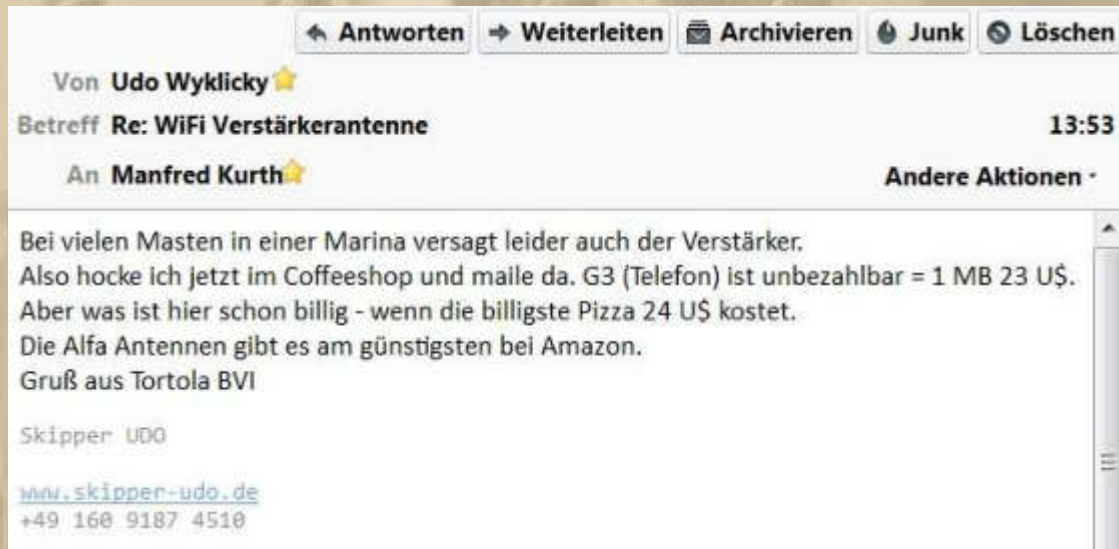 Antworten Weiterleiten Archivieren Junk Löschen
Von Udo Wyklicky
Betreff Re: WiFi Verstärkerantenne 13:53
An Manfred Kurth Andere Aktionen
Bei vielen Masten in einer Marina versagt leider auch der Verstärker.
Also hocke ich jetzt im Coffeeshop und maile da. G3 (Telefon) ist unbezahlbar = 1 MB 23 U$.
Aber was ist hier schon billig - wenn die billigste Pizza 24 U$ kostet.
Die Alfa Antennen gibt es am günstigsten bei Amazon.
Gruß aus Tortola BVI
Skipper UDO
www.skipper-udo.de
+49 160 9187 4510